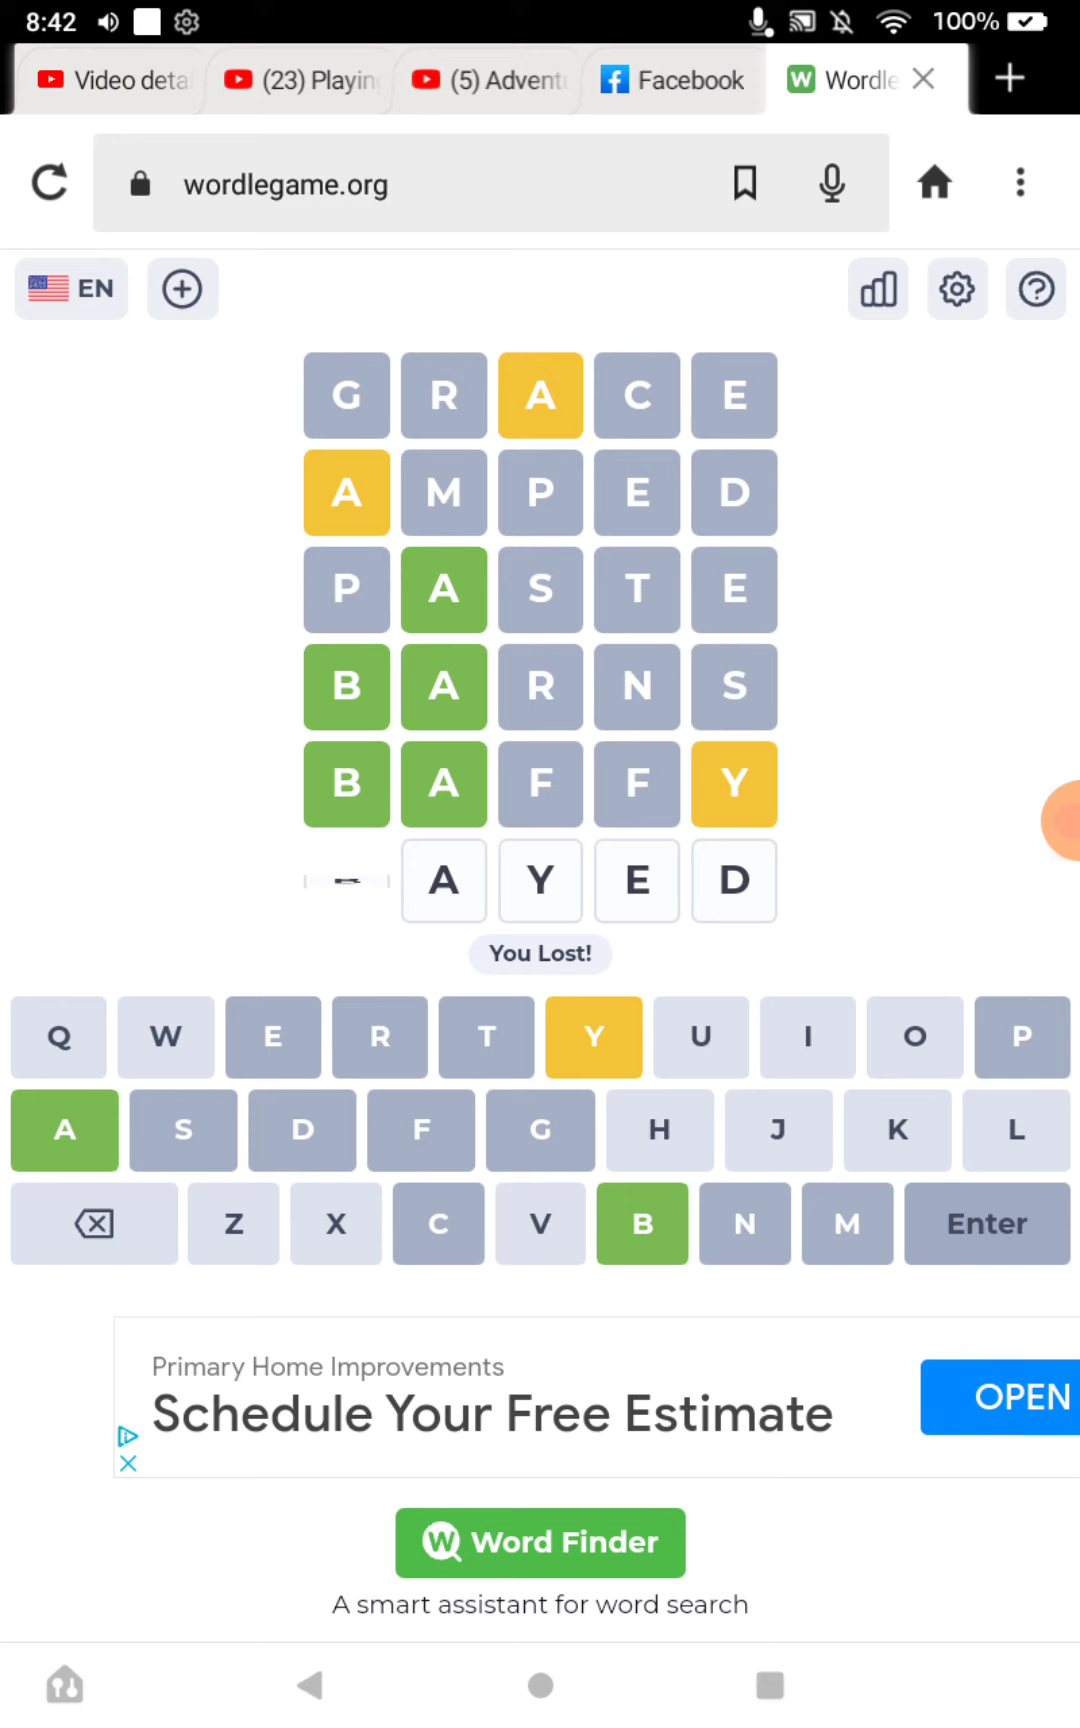 8:42 100%
Video deta (23) Playin (5) Advent Facebook Wordle
wordlegame.org
EN
G R A C E
A M P E D
P A S T E
B A R N S
B A F F Y
A Y E D
You Lost!
Q W E R T Y U I O P
A S D F G H J K L
Z X C V B N M Enter
Primary Home Improvements
Schedule Your Free Estimate
OPEN
Word Finder
A smart assistant for word search